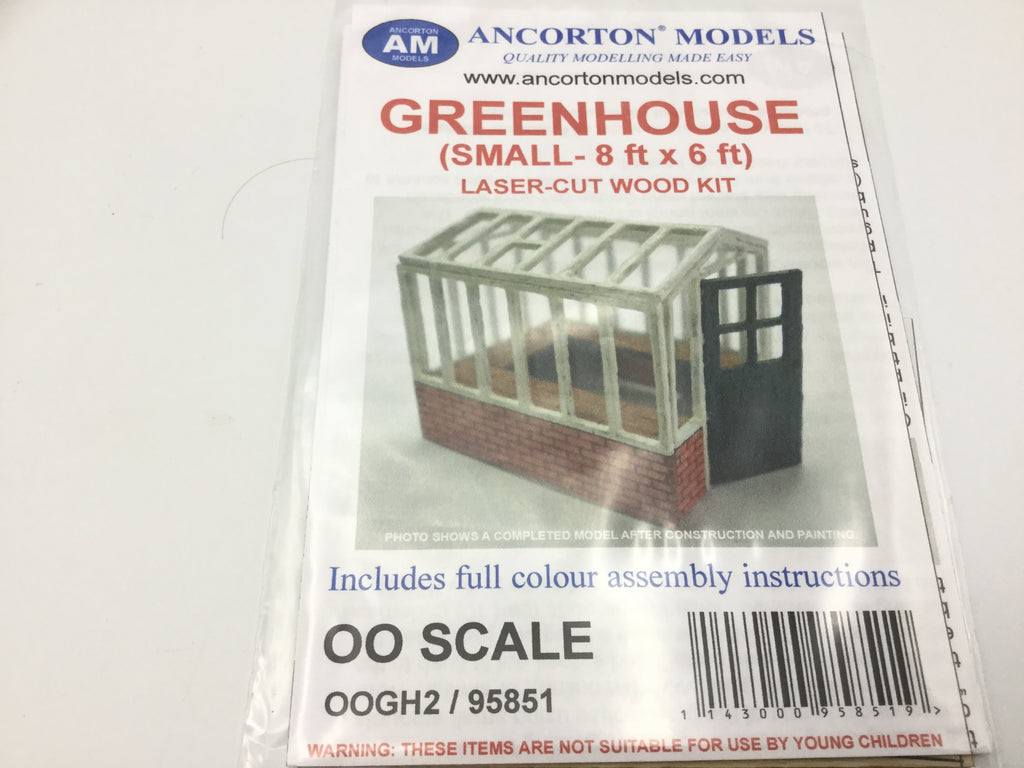 ANCORTON
AM
MODELS
ANCORTON® MODELS
QUALITY MODELLING MADE EASY
www.ancortonmodels.com
GREENHOUSE
(SMALL- 8 ft x 6 ft)
LASER-CUT WOOD KIT
PHOTO SHOWS A COMPLETED MODEL AFTER CONSTRUCTION AND PAINTING.
Includes full colour assembly instructions
OO SCALE
OOGH2 / 95851
1 143000 958519 >
WARNING: THESE ITEMS ARE NOT SUITABLE FOR USE BY YOUNG CHILDREN